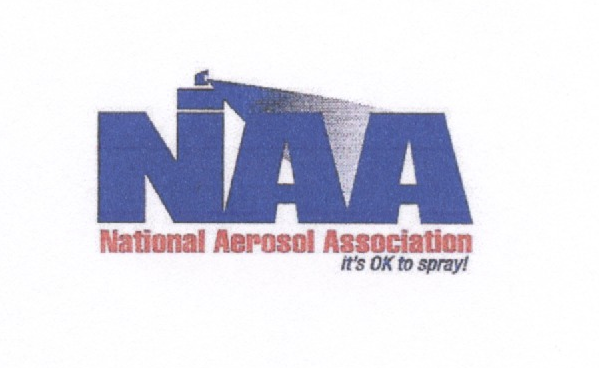 NAA
National Aerosol Association
it's OK to spray!